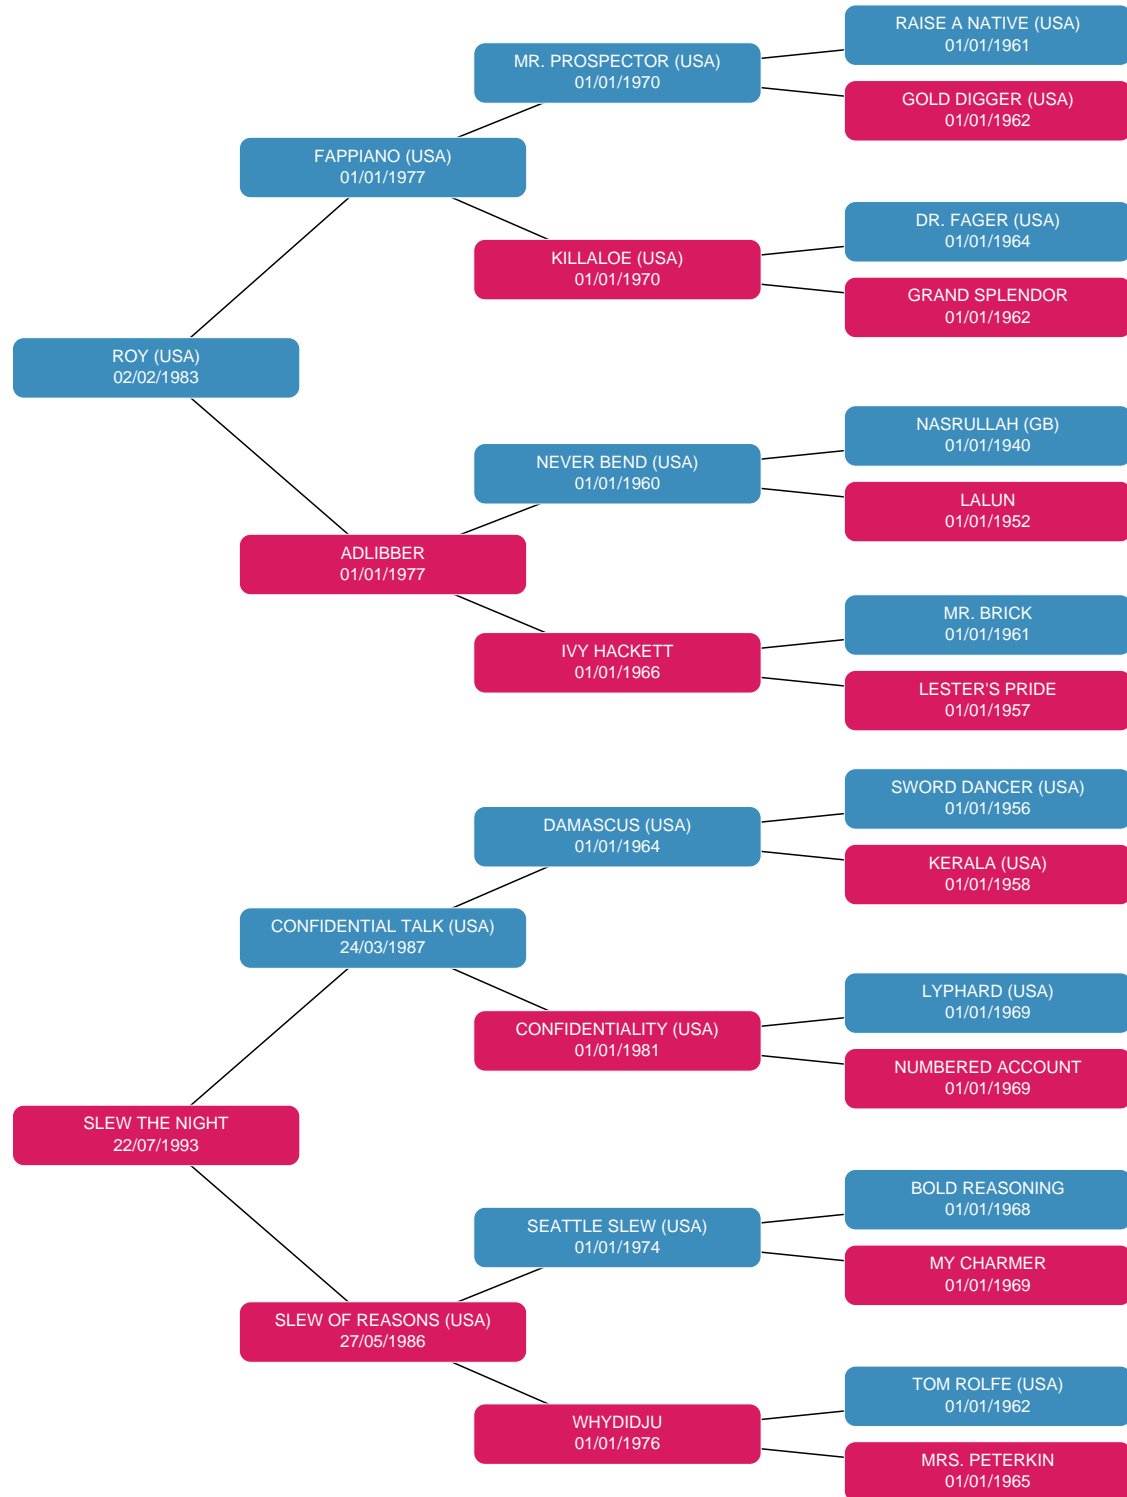 RAISE A NATIVE (USA)
01/01/1961
MR. PROSPECTOR (USA)
01/01/1970
GOLD DIGGER (USA)
01/01/1962
FAPPIANO (USA)
01/01/1977
DR. FAGER (USA)
01/01/1964
KILLALOE (USA)
01/01/1970
GRAND SPLENDOR
01/01/1962
ROY (USA)
02/02/1983
NASRULLAH (GB)
01/01/1940
NEVER BEND (USA)
01/01/1960
LALUN
01/01/1952
ADLIBBER
01/01/1977
MR. BRICK
01/01/1961
IVY HACKETT
01/01/1966
LESTER'S PRIDE
01/01/1957
SWORD DANCER (USA)
01/01/1956
DAMASCUS (USA)
01/01/1964
KERALA (USA)
01/01/1958
CONFIDENTIAL TALK (USA)
24/03/1987
LYPHARD (USA)
01/01/1969
CONFIDENTIALITY (USA)
01/01/1981
NUMBERED ACCOUNT
01/01/1969
SLEW THE NIGHT
22/07/1993
BOLD REASONING
01/01/1968
SEATTLE SLEW (USA)
01/01/1974
MY CHARMER
01/01/1969
SLEW OF REASONS (USA)
27/05/1986
TOM ROLFE (USA)
01/01/1962
WHYDIDJU
01/01/1976
MRS. PETERKIN
01/01/1965